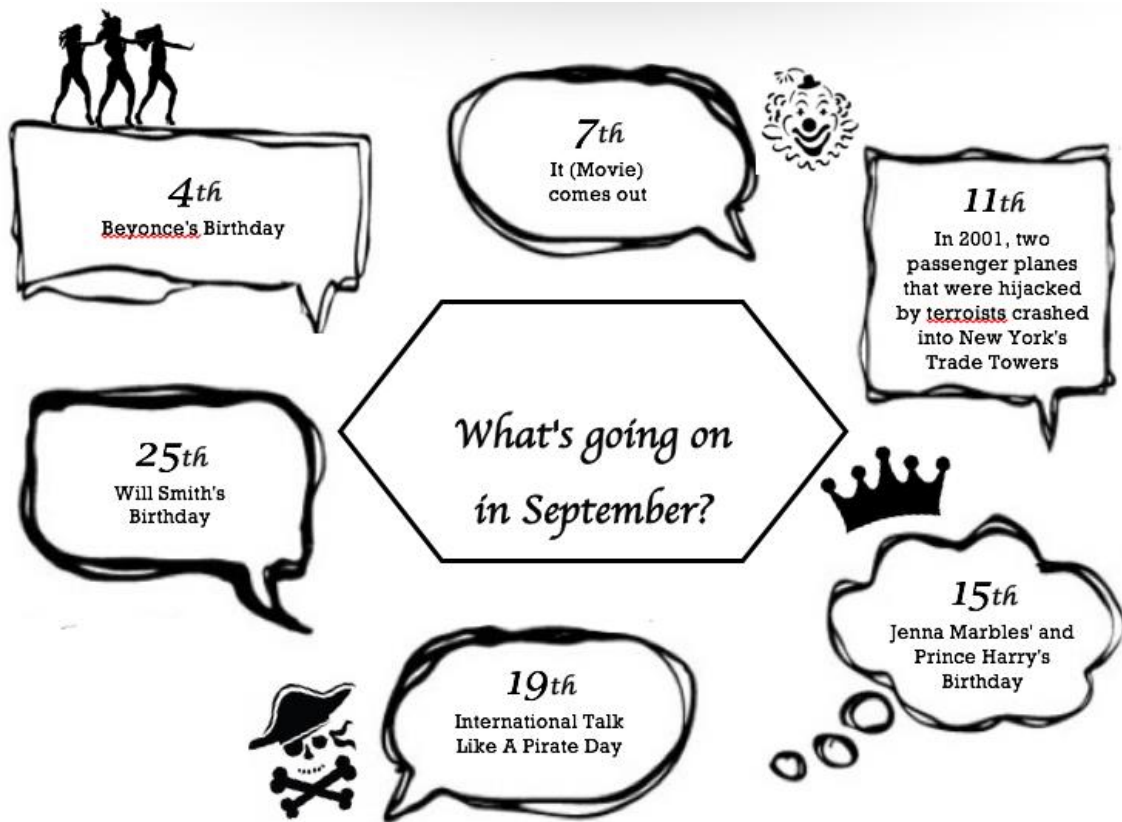 4th
Beyonce's Birthday
7th
It (Movie)
comes out
11th
In 2001, two
passenger planes
that were hijacked
by terroists crashed
into New York's
Trade Towers
What's going on
in September?
25th
Will Smith's
Birthday
15th
Jenna Marbles' and
Prince Harry's
Birthday
19th
International Talk
Like A Pirate Day